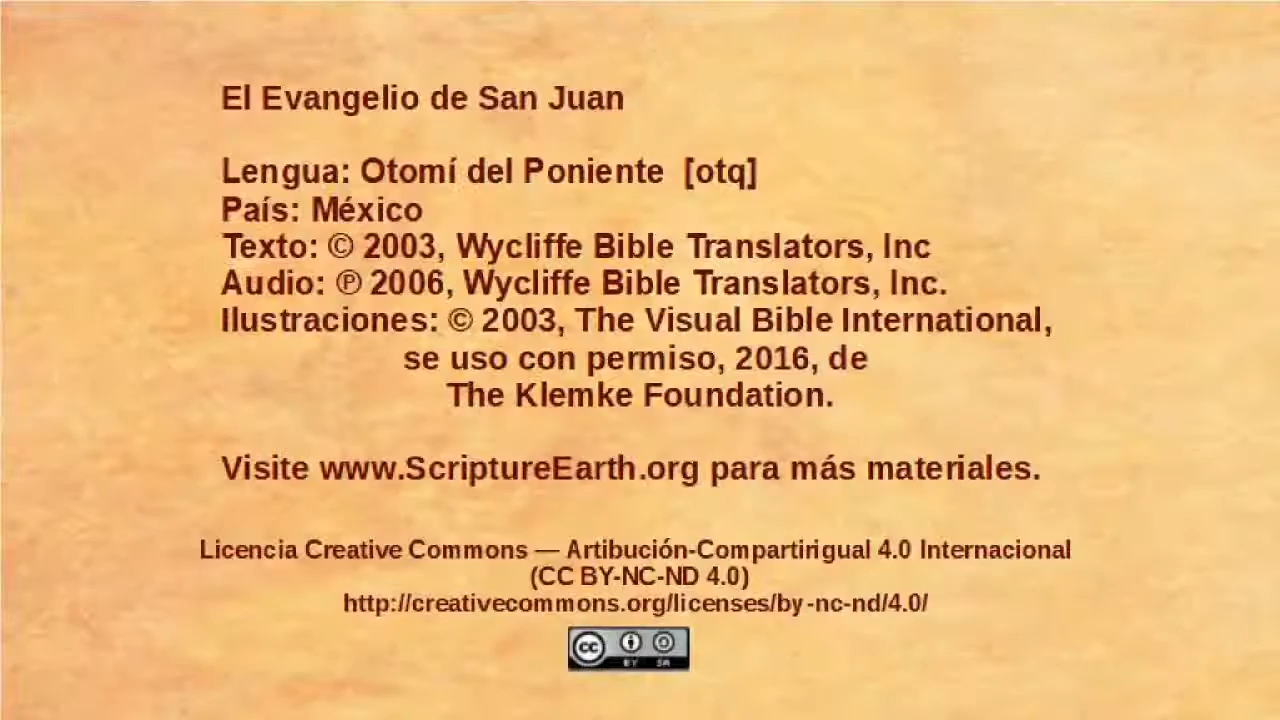 El Evangelio de San Juan
Lengua: Otomí del Poniente [otq]
País: México
Texto: © 2003, Wycliffe Bible Translators, Inc
Audio: ℗ 2006, Wycliffe Bible Translators, Inc.
Ilustraciones: © 2003, The Visual Bible International,
se uso con permiso, 2016, de
The Klemke Foundation.
Visite www.ScriptureEarth.org para más materiales.
Licencia Creative Commons — Artibución-Compartirigual 4.0 Internacional
(CC BY-NC-ND 4.0)
http://creativecommons.org/licenses/by-nc-nd/4.0/
cc
BY SA